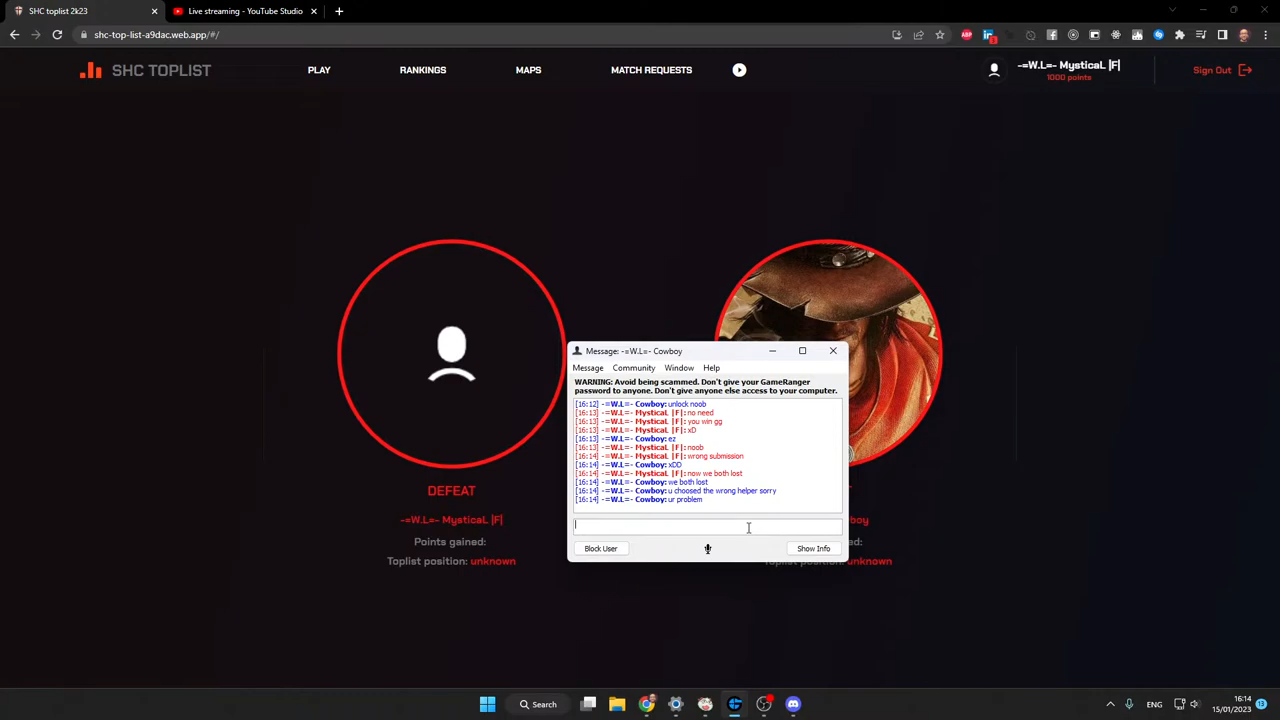 SHC toplist 2k23
Live streaming - YouTube Studio
shc-top-list-a9dac.web.app/#/
SHC TOPLIST
PLAY
RANKINGS
MAPS
MATCH REQUESTS
-=W.L=- MysticaL |F|
1000 points
Sign Out
Message: -=W.L=- Cowboy
Message Community Window Help
WARNING: Avoid being scammed. Don't give your GameRanger
password to anyone. Don't give anyone else access to your computer.
[16:12] -=W.L=- Cowboy: unlock noob
[16:13] -=W.L=- MysticaL |F|: no need
[16:13] -=W.L=- MysticaL |F|: you win gg
[16:13] -=W.L=- MysticaL |F|: xD
[16:13] -=W.L=- Cowboy: ez
[16:13] -=W.L=- MysticaL |F|: noob
[16:14] -=W.L=- MysticaL |F|: wrong submission
[16:14] -=W.L=- Cowboy: xDD
[16:14] -=W.L=- MysticaL |F|: now we both lost
[16:14] -=W.L=- Cowboy: we both lost
[16:14] -=W.L=- Cowboy: u choosed the wrong helper sorry
[16:14] -=W.L=- Cowboy: ur problem
Block User
Show Info
DEFEAT
-=W.L=- MysticaL |F|
Points gained:
Toplist position: unknown
unknown
Search
ENG
16:14
15/01/2023
13